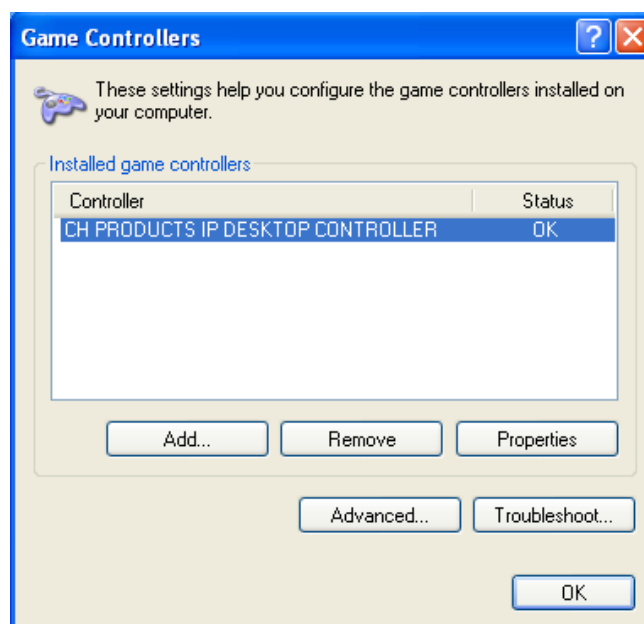 Game Controllers
?
These settings help you configure the game controllers installed on
your computer.
Installed game controllers
Controller Status
CH PRODUCTS IP DESKTOP CONTROLLER OK
Add... Remove Properties
Advanced... Troubleshoot...
OK